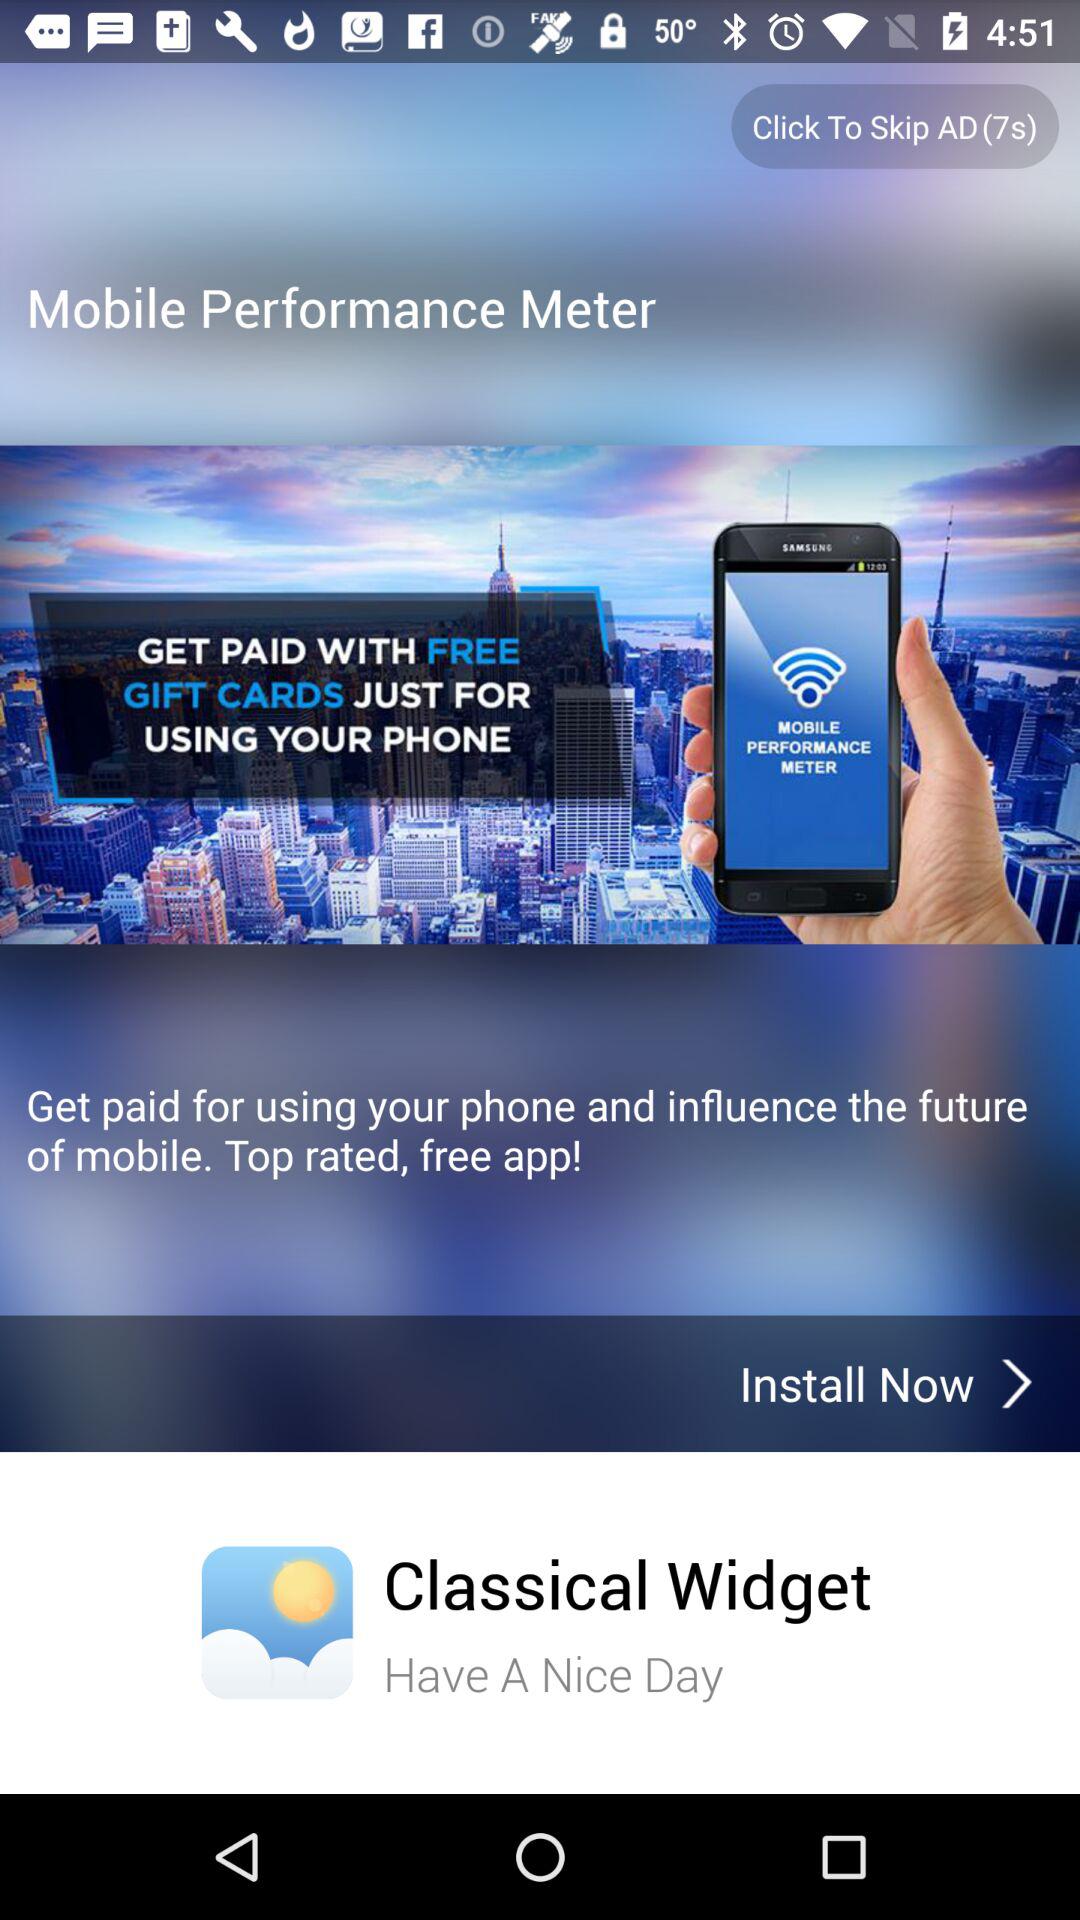 FAKE 50° 4:51
Click To Skip AD(7s)
Mobile Performance Meter
SAMSUNG
12:03
GET PAID WITH FREE
GIFT CARDS JUST FOR
USING YOUR PHONE
MOBILE
PERFORMANCE
METER
Get paid for using your phone and influence the future
of mobile. Top rated, free app!
Install Now
Classical Widget
Have A Nice Day